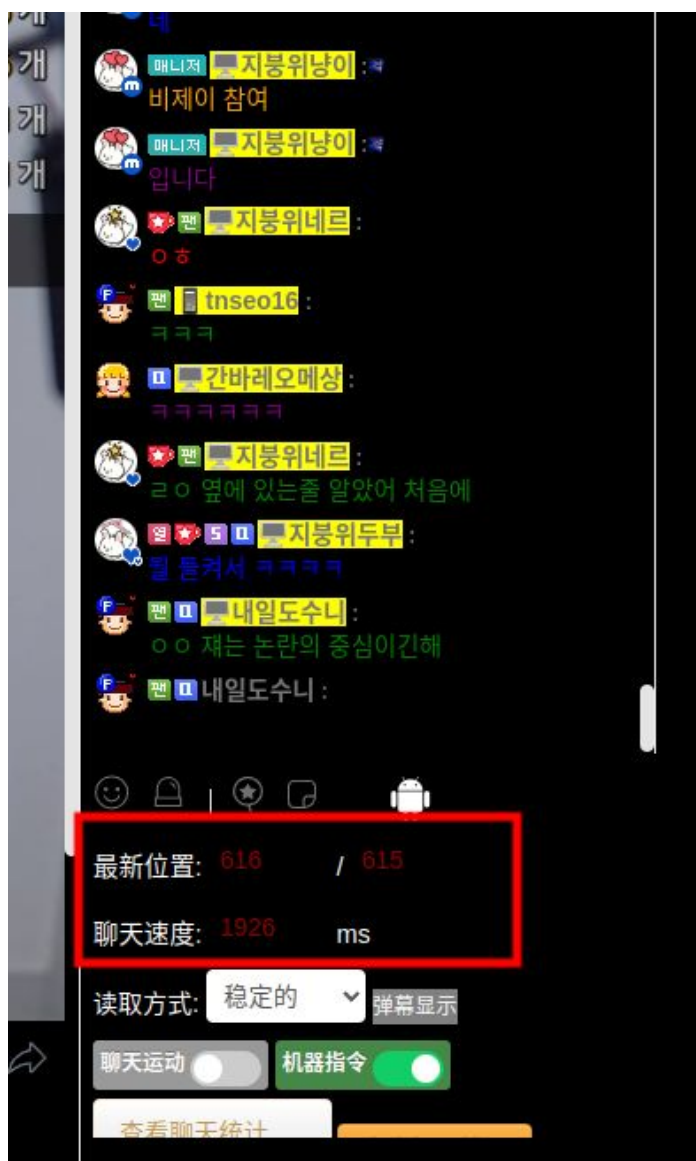 네
개
매니저 지붕위냥이 :
비제이 참여
개
매니저 지붕위냥이 :
개
입니다
팬 지붕위네르 :
ㅇㅎ
팬 tnseo16 :
ㅋㅋㅋ
간바레오메상 :
ㅋㅋㅋㅋㅋㅋ
팬 지붕위네르 :
ㄹㅇ 옆에 있는줄 알았어 처음에
열 S 지붕위두부 :
뭘 들켜서 ㅋㅋㅋㅋ
팬 내일도수니 :
ㅇㅇ 쟤는 논란의 중심이긴해
팬 내일도수니 :
最新位置: 616 / 615
聊天速度: 1926 ms
读取方式: 稳定的 弹幕显示
聊天运动 机器指令
查看聊天统计